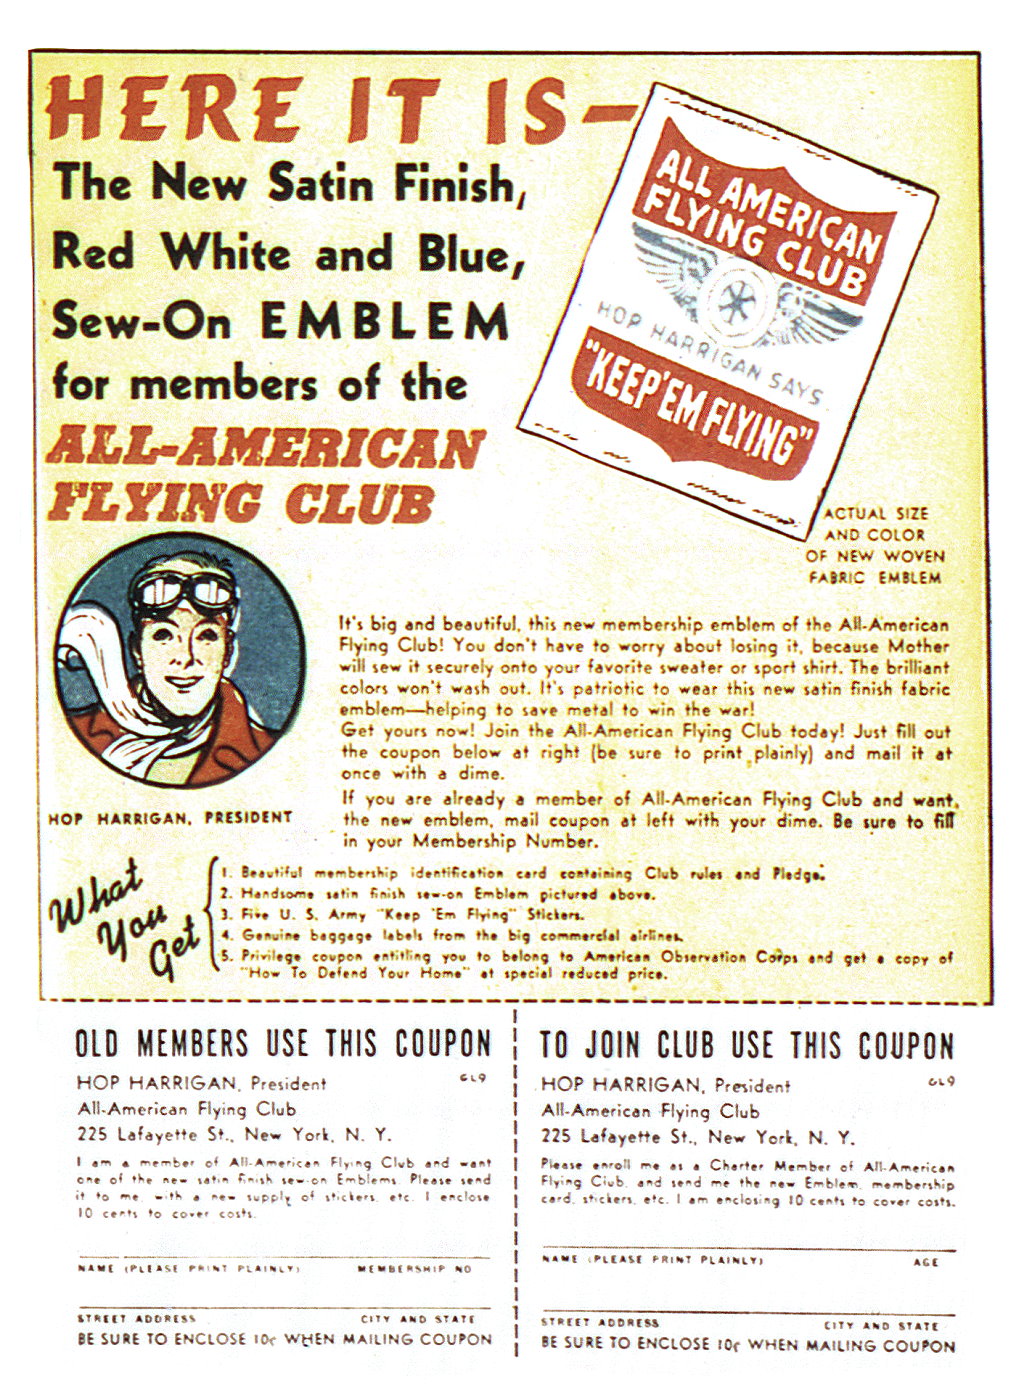 HERE IT IS—
The New Satin Finish,
Red White and Blue,
Sew-On EMBLEM
for members of the
ALL-AMERICAN
FLYING CLUB
ALL AMERICAN
FLYING CLUB
HOP HARRIGAN SAYS
"KEEP 'EM FLYING"
ACTUAL SIZE
AND COLOR
OF NEW WOVEN
FABRIC EMBLEM
HOP HARRIGAN, PRESIDENT
It's big and beautiful, this new membership emblem of the All-American
Flying Club! You don't have to worry about losing it, because Mother
will sew it securely onto your favorite sweater or sport shirt. The brilliant
colors won't wash out. It's patriotic to wear this new satin finish fabric
emblem—helping to save metal to win the war!
Get yours now! Join the All-American Flying Club today! Just fill out
the coupon below at right (be sure to print plainly) and mail it at
once with a dime.
If you are already a member of All-American Flying Club and want
the new emblem, mail coupon at left with your dime. Be sure to fill
in your Membership Number.
What
You
Get
1. Beautiful membership identification card containing Club rules and Pledge.
2. Handsome satin finish sew-on Emblem pictured above.
3. Five U. S. Army "Keep 'Em Flying" Stickers.
4. Genuine baggage labels from the big commercial airlines.
5. Privilege coupon entitling you to belong to American Observation Corps and get a copy of
"How To Defend Your Home" at special reduced price.
OLD MEMBERS USE THIS COUPON
HOP HARRIGAN, President GL9
All-American Flying Club
225 Lafayette St., New York, N. Y.
I am a member of All-American Flying Club and want
one of the new satin finish sew-on Emblems. Please send
it to me, with a new supply of stickers, etc. I enclose
10 cents to cover costs.
NAME (PLEASE PRINT PLAINLY) MEMBERSHIP NO
STREET ADDRESS CITY AND STATE
BE SURE TO ENCLOSE 10¢ WHEN MAILING COUPON
TO JOIN CLUB USE THIS COUPON
HOP HARRIGAN, President GL9
All-American Flying Club
225 Lafayette St., New York, N. Y.
Please enroll me as a Charter Member of All-American
Flying Club, and send me the new Emblem, membership
card, stickers, etc. I am enclosing 10 cents to cover costs.
NAME (PLEASE PRINT PLAINLY) AGE
STREET ADDRESS CITY AND STATE
BE SURE TO ENCLOSE 10¢ WHEN MAILING COUPON